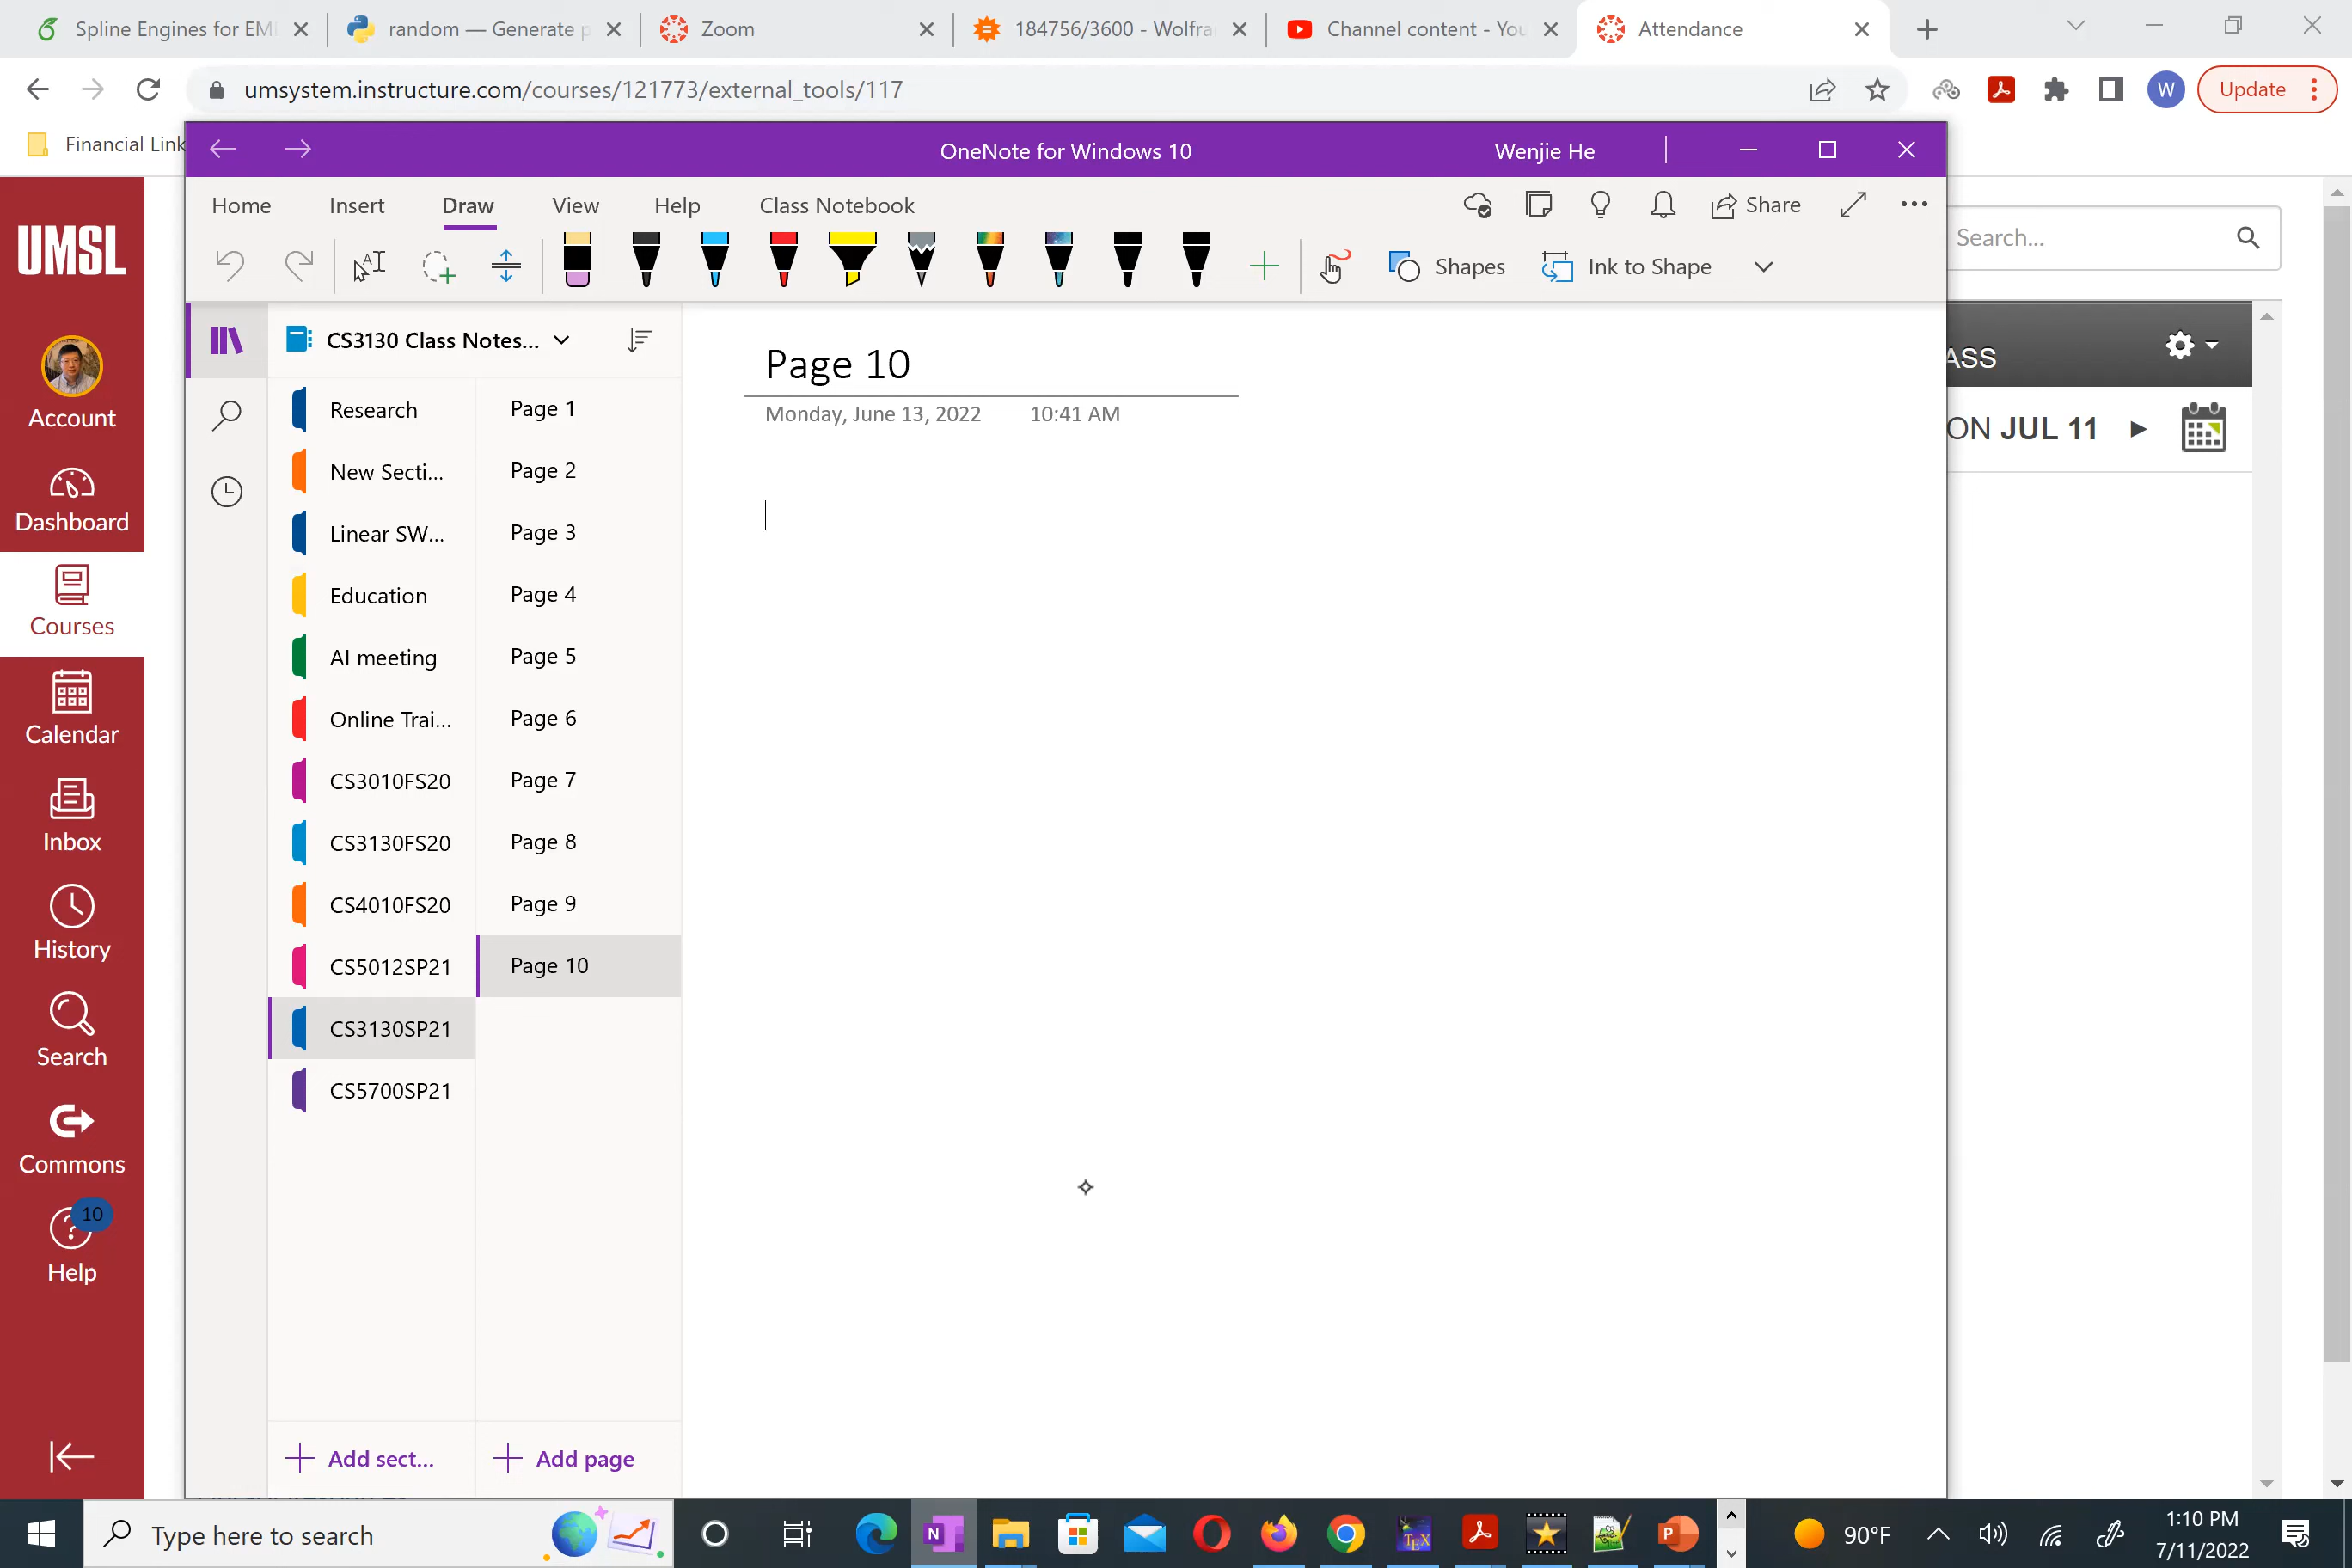 Spline Engines for EM
random — Generate p
Zoom
184756/3600 - Wolfra
Channel content - You
Attendance
umsystem.instructure.com/courses/121773/external_tools/117
W
Update
Financial Link
OneNote for Windows 10
Wenjie He
Home
Insert
Draw
View
Help
Class Notebook
Share
Shapes
Ink to Shape
Search...
UMSL
Account
Dashboard
Courses
Calendar
Inbox
History
Search
Commons
10
Help
CS3130 Class Notes...
Research
New Secti...
Linear SW...
Education
AI meeting
Online Trai...
CS3010FS20
CS3130FS20
CS4010FS20
CS5012SP21
CS3130SP21
CS5700SP21
Add sect...
Page 1
Page 2
Page 3
Page 4
Page 5
Page 6
Page 7
Page 8
Page 9
Page 10
Add page
Page 10
Monday, June 13, 2022 10:41 AM
ASS
ON JUL 11
Type here to search
90°F
1:10 PM
7/11/2022